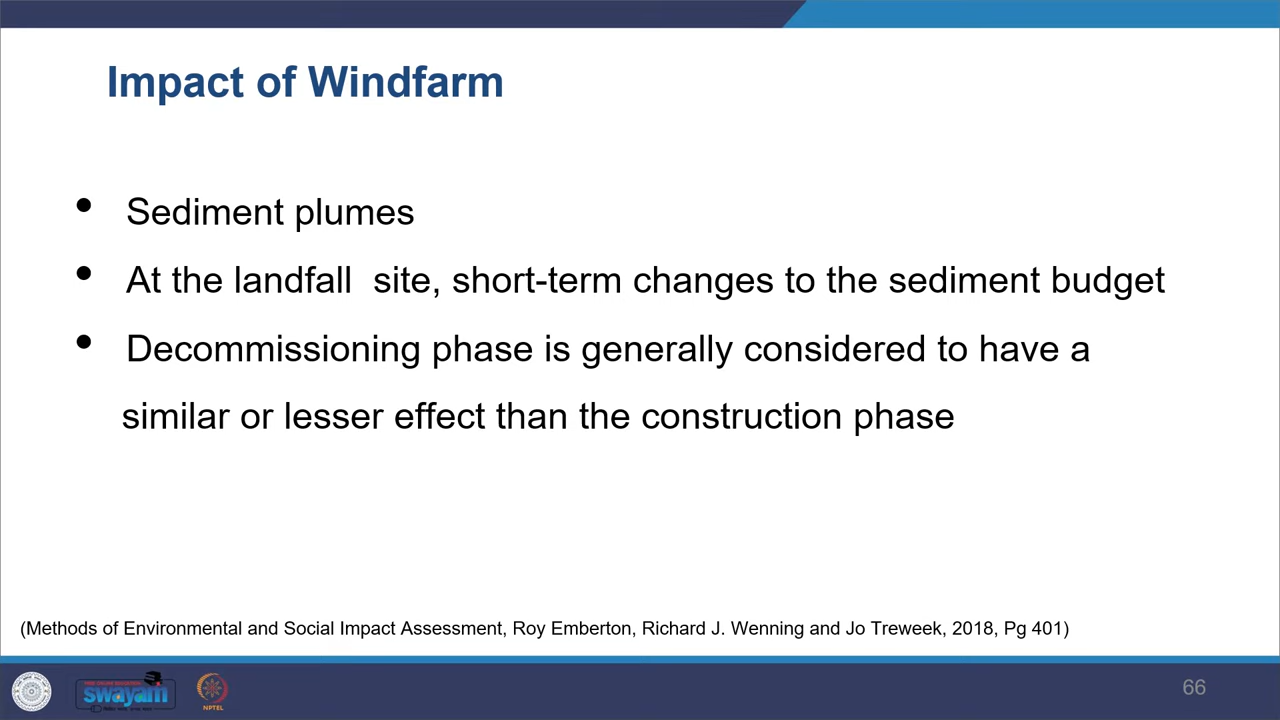 Impact of Windfarm
• Sediment plumes
• At the landfall site, short-term changes to the sediment budget
• Decommissioning phase is generally considered to have a
similar or lesser effect than the construction phase
(Methods of Environmental and Social Impact Assessment, Roy Emberton, Richard J. Wenning and Jo Treweek, 2018, Pg 401)
swayam
NPTEL
66